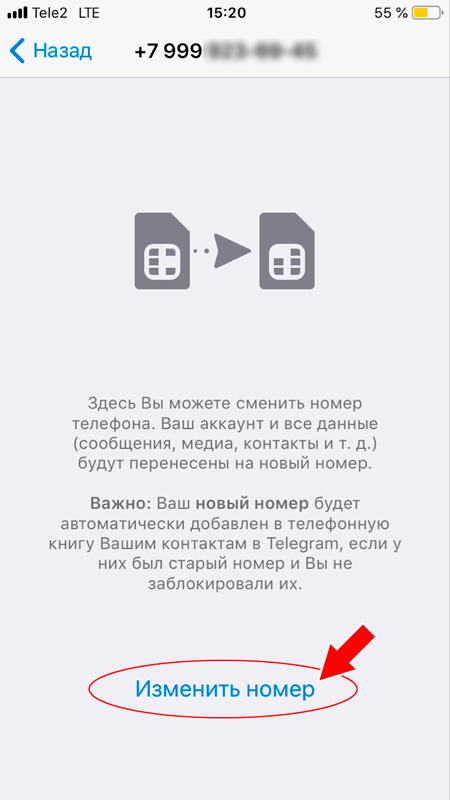 Tele2 LTE 15:20 55 %
Назад +7 999
Здесь Вы можете сменить номер
телефона. Ваш аккаунт и все данные
(сообщения, медиа, контакты и т. д.)
будут перенесены на новый номер.
Важно: Ваш новый номер будет
автоматически добавлен в телефонную
книгу Вашим контактам в Telegram, если у
них был старый номер и Вы не
заблокировали их.
Изменить номер